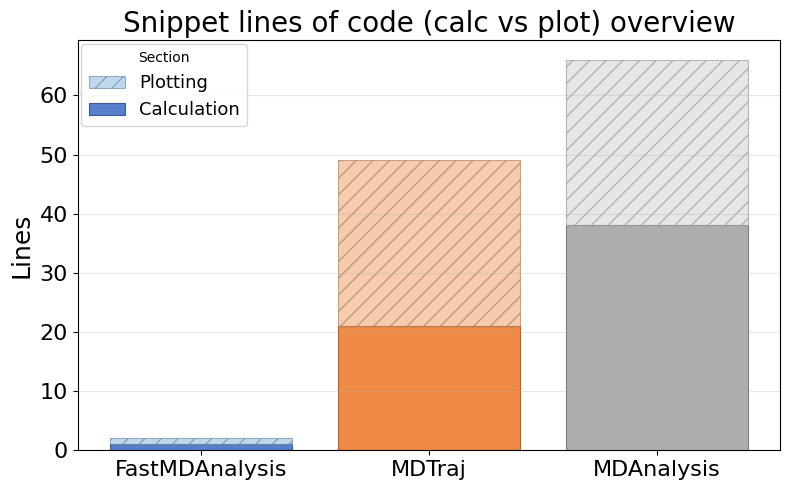 Snippet lines of code (calc vs plot) overview
Section
Plotting
Calculation
Lines
60
50
40
30
20
10
0
FastMDAnalysis MDTraj MDAnalysis